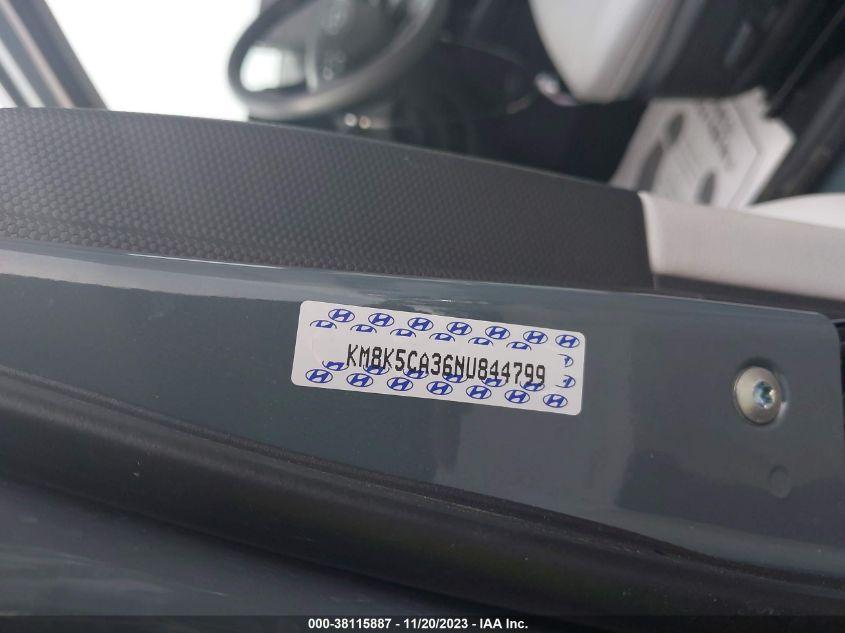 KM8K5CA36NU844799
000-38115887 - 11/20/2023 - IAA Inc.